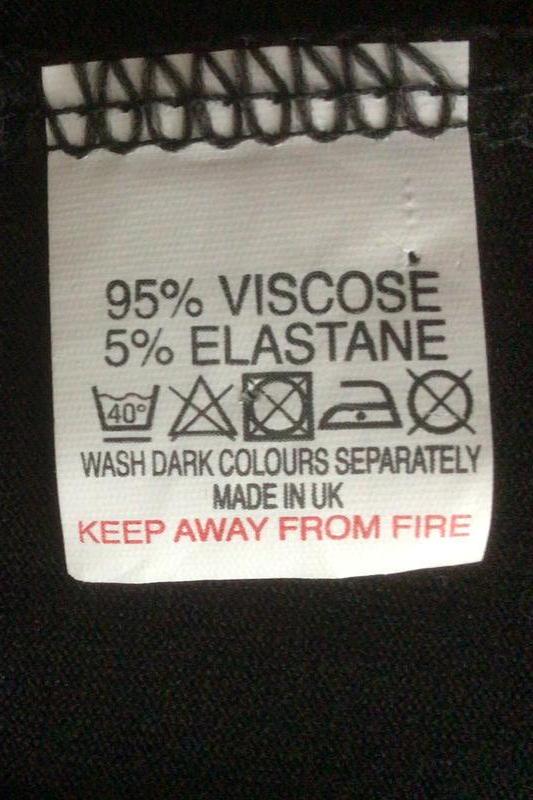 95% VISCOSE
5% ELASTANE
40°
WASH DARK COLOURS SEPARATELY
MADE IN UK
KEEP AWAY FROM FIRE